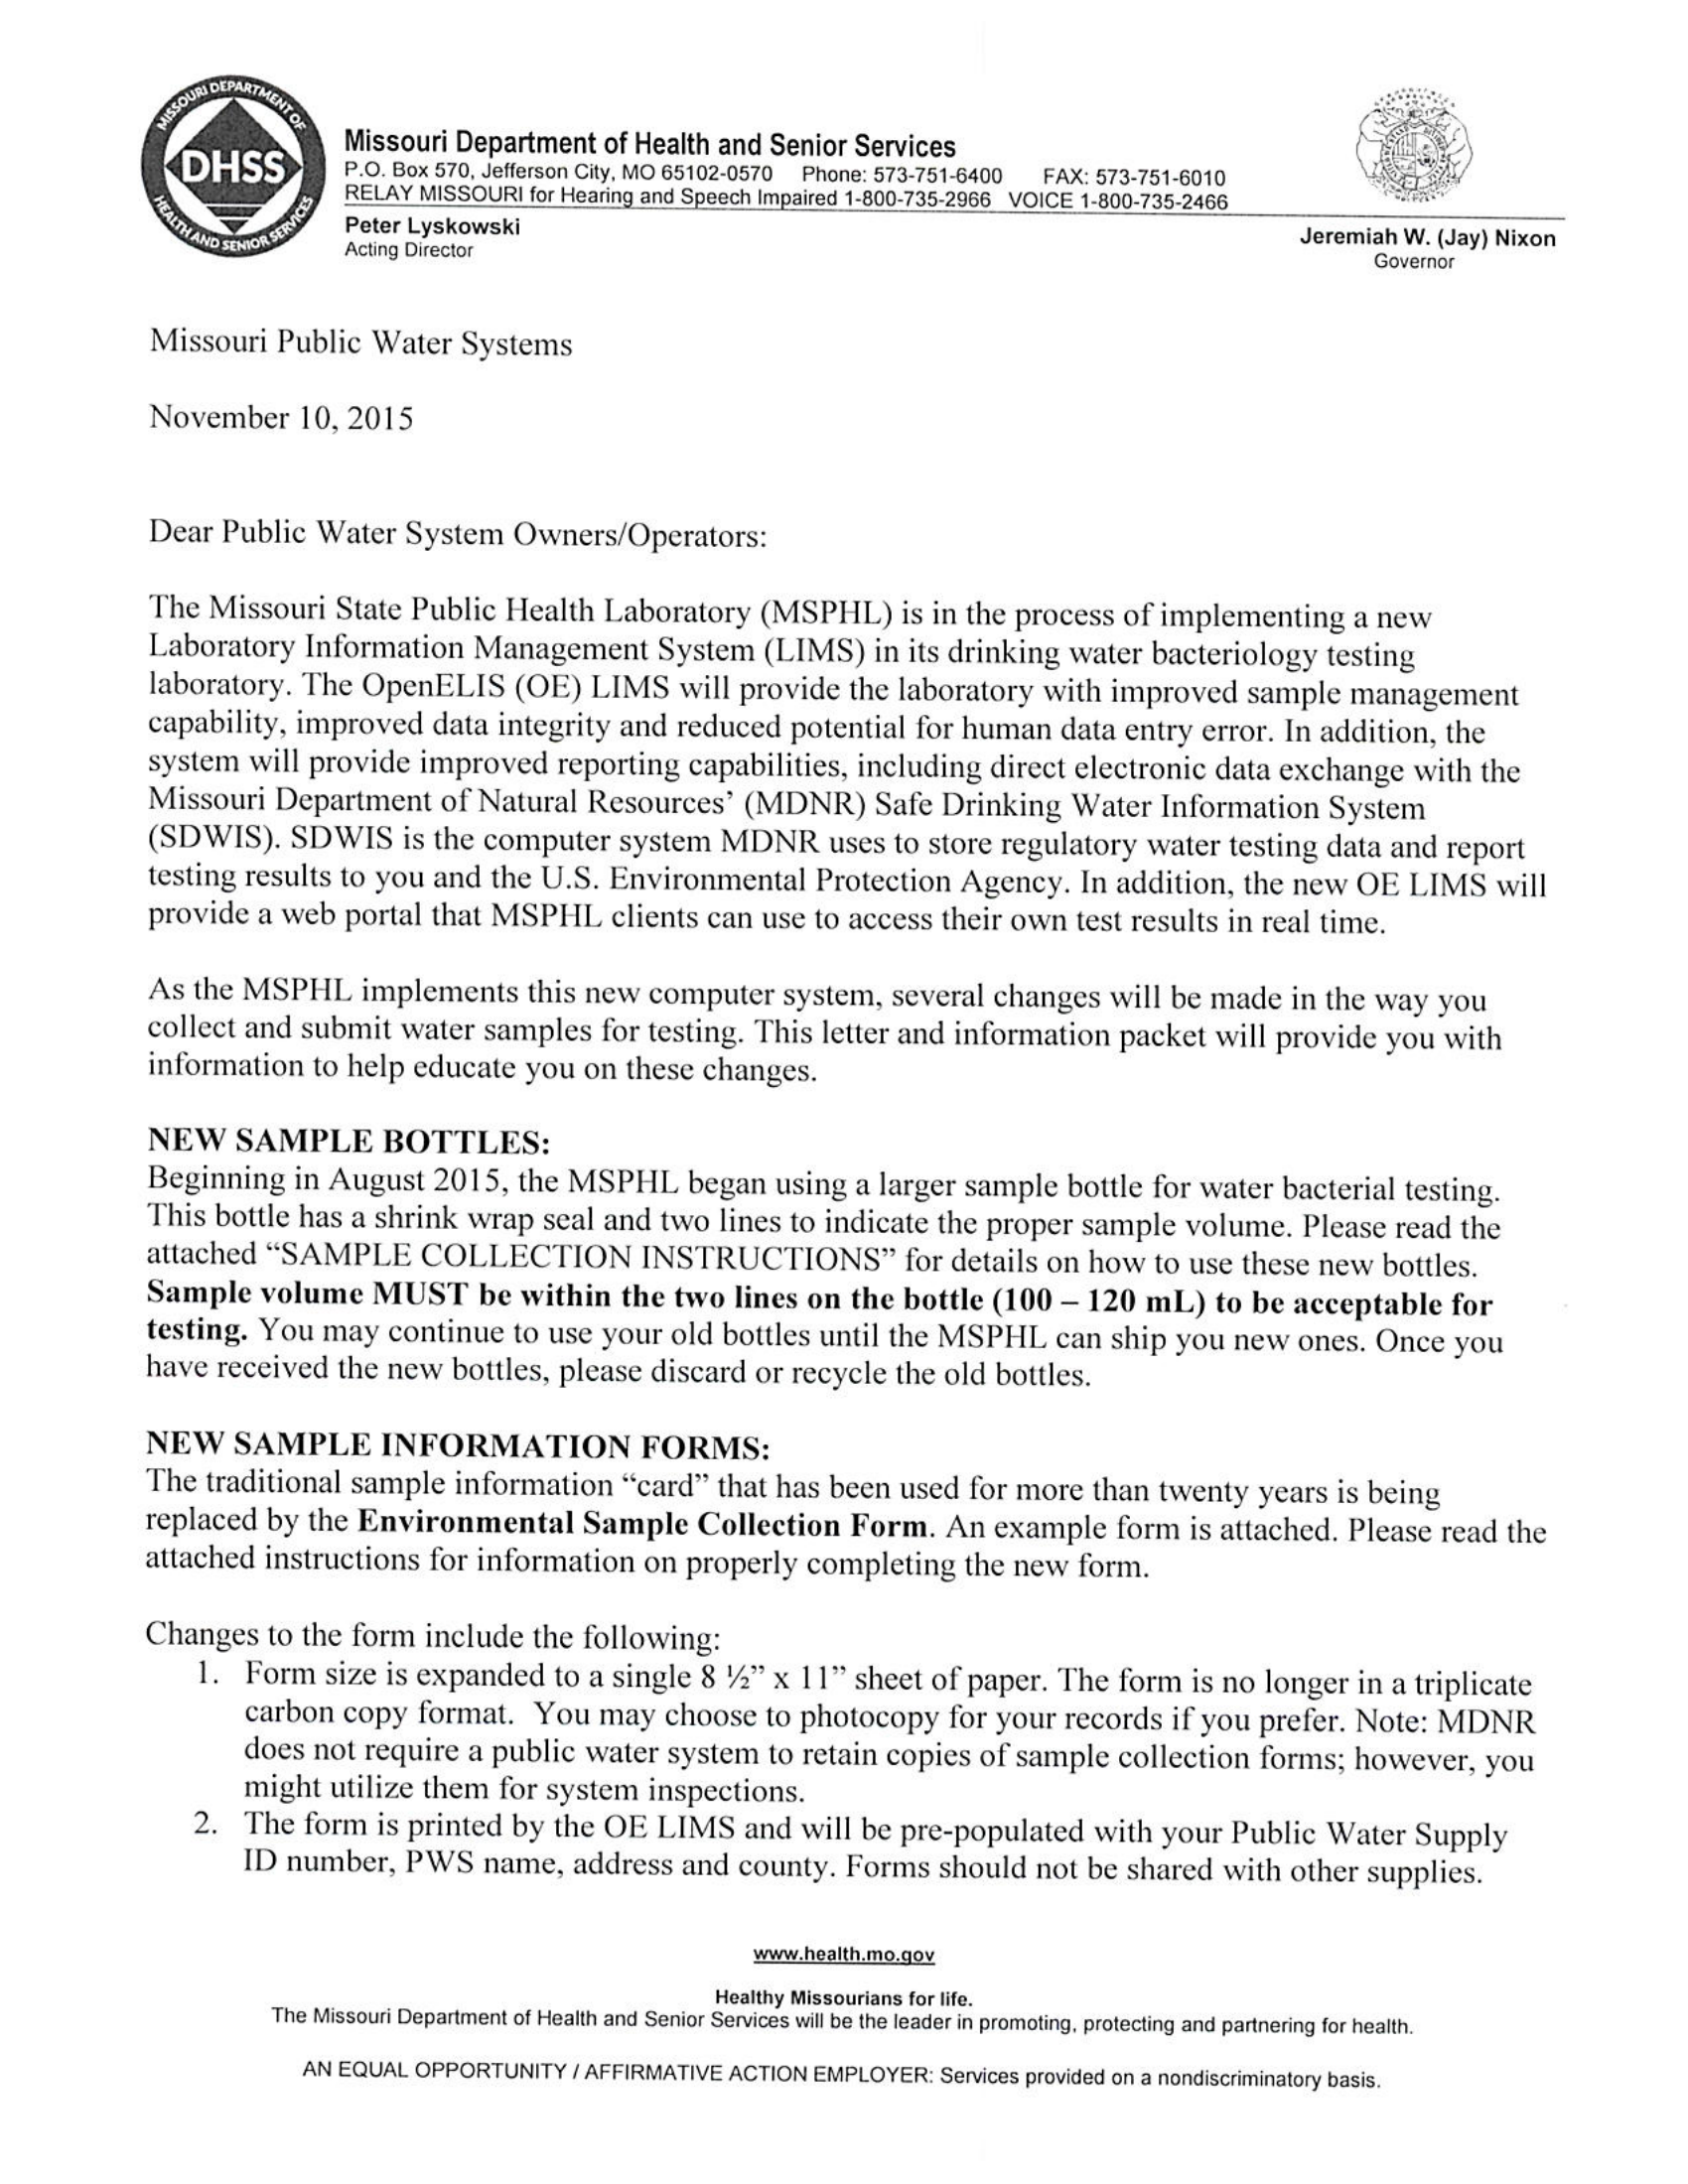 MISSOURI DEPARTMENT OF
DHSS
HEALTH AND SENIOR SERVICES
Missouri Department of Health and Senior Services
P.O. Box 570, Jefferson City, MO 65102-0570 Phone: 573-751-6400 FAX: 573-751-6010
RELAY MISSOURI for Hearing and Speech Impaired 1-800-735-2966 VOICE 1-800-735-2466
Peter Lyskowski
Acting Director
Jeremiah W. (Jay) Nixon
Governor
Missouri Public Water Systems
November 10, 2015
Dear Public Water System Owners/Operators:
The Missouri State Public Health Laboratory (MSPHL) is in the process of implementing a new
Laboratory Information Management System (LIMS) in its drinking water bacteriology testing
laboratory. The OpenELIS (OE) LIMS will provide the laboratory with improved sample management
capability, improved data integrity and reduced potential for human data entry error. In addition, the
system will provide improved reporting capabilities, including direct electronic data exchange with the
Missouri Department of Natural Resources' (MDNR) Safe Drinking Water Information System
(SDWIS). SDWIS is the computer system MDNR uses to store regulatory water testing data and report
testing results to you and the U.S. Environmental Protection Agency. In addition, the new OE LIMS will
provide a web portal that MSPHL clients can use to access their own test results in real time.
As the MSPHL implements this new computer system, several changes will be made in the way you
collect and submit water samples for testing. This letter and information packet will provide you with
information to help educate you on these changes.
NEW SAMPLE BOTTLES:
Beginning in August 2015, the MSPHL began using a larger sample bottle for water bacterial testing.
This bottle has a shrink wrap seal and two lines to indicate the proper sample volume. Please read the
attached “SAMPLE COLLECTION INSTRUCTIONS” for details on how to use these new bottles.
Sample volume MUST be within the two lines on the bottle (100 – 120 mL) to be acceptable for
testing. You may continue to use your old bottles until the MSPHL can ship you new ones. Once you
have received the new bottles, please discard or recycle the old bottles.
NEW SAMPLE INFORMATION FORMS:
The traditional sample information “card” that has been used for more than twenty years is being
replaced by the Environmental Sample Collection Form. An example form is attached. Please read the
attached instructions for information on properly completing the new form.
Changes to the form include the following:
1. Form size is expanded to a single 8 ½” x 11” sheet of paper. The form is no longer in a triplicate
carbon copy format. You may choose to photocopy for your records if you prefer. Note: MDNR
does not require a public water system to retain copies of sample collection forms; however, you
might utilize them for system inspections.
2. The form is printed by the OE LIMS and will be pre-populated with your Public Water Supply
ID number, PWS name, address and county. Forms should not be shared with other supplies.
www.health.mo.gov
Healthy Missourians for life.
The Missouri Department of Health and Senior Services will be the leader in promoting, protecting and partnering for health.
AN EQUAL OPPORTUNITY / AFFIRMATIVE ACTION EMPLOYER: Services provided on a nondiscriminatory basis.